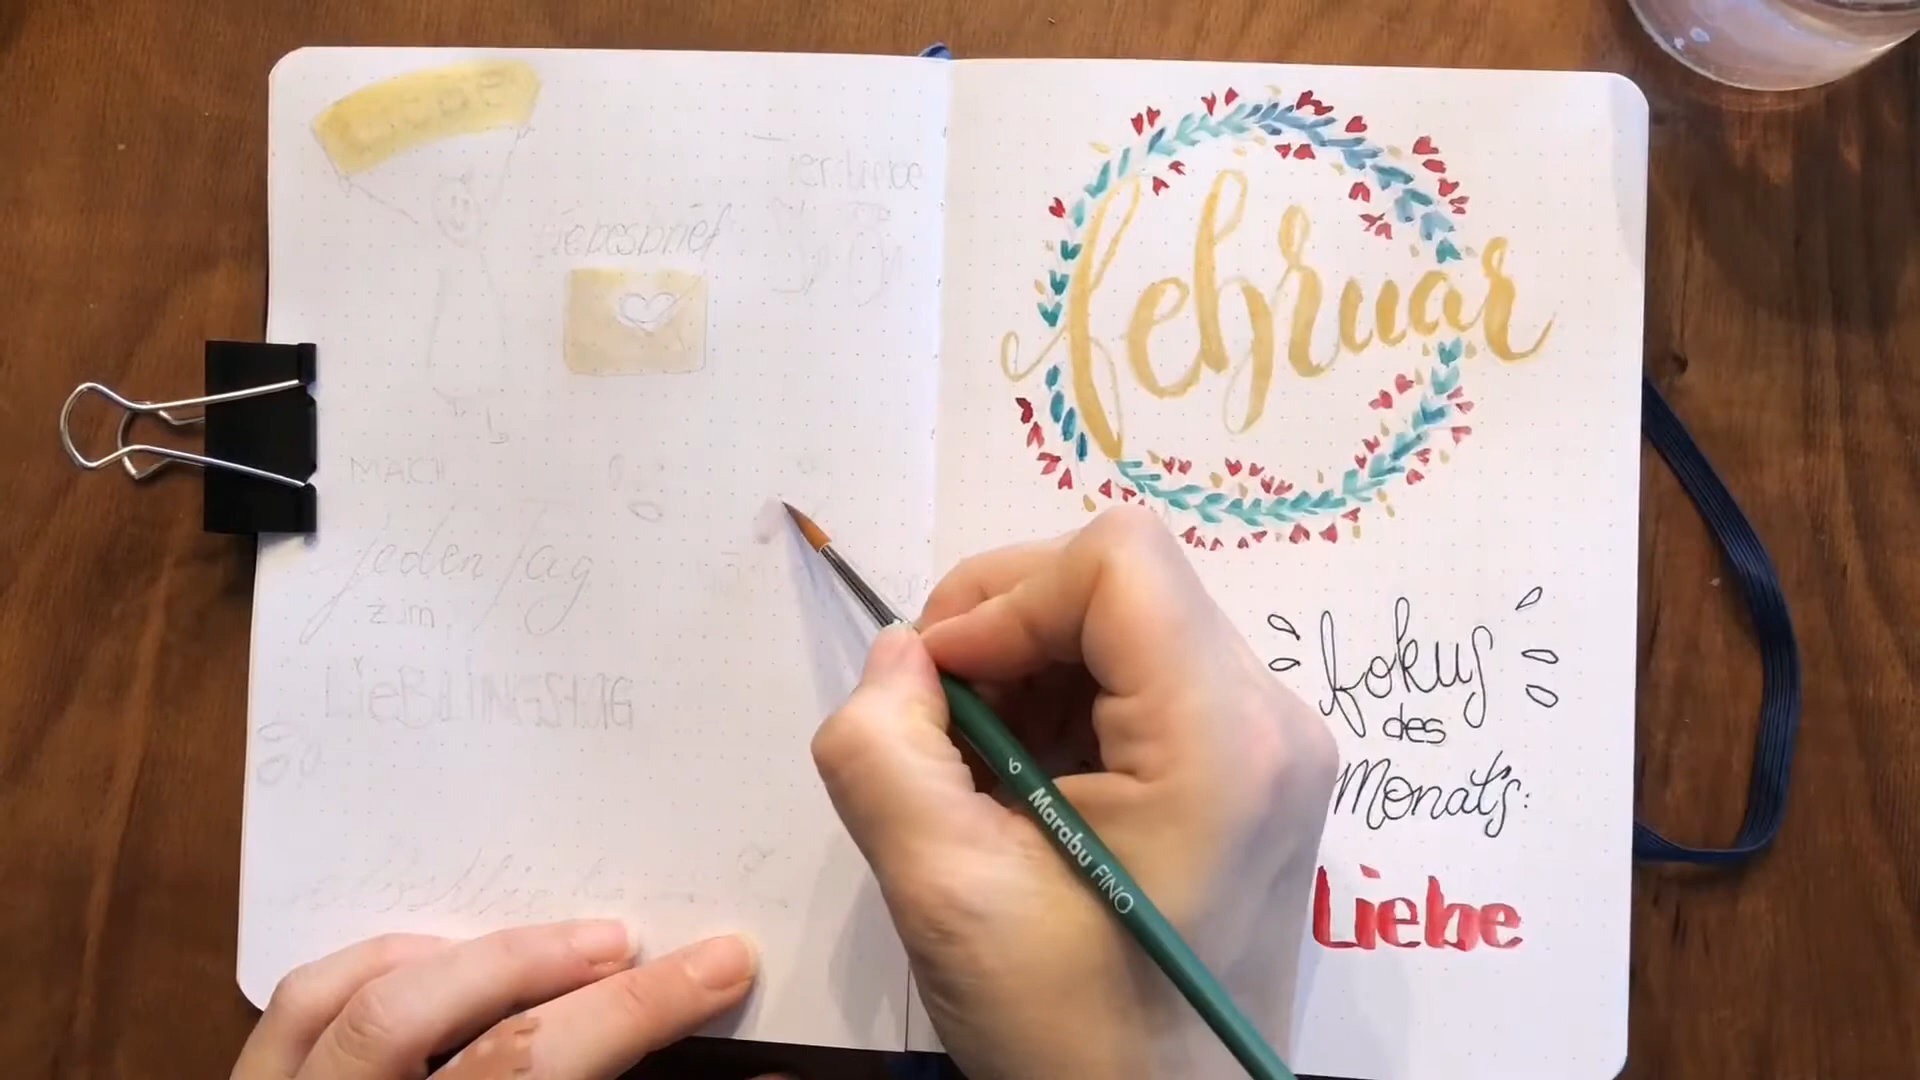 LIEBE
Liebesbrief
MACH
jeden Tag
zum
LieBLINGSTAG
februar
fokus
des
Monats:
Liebe
6 Marabu FINO